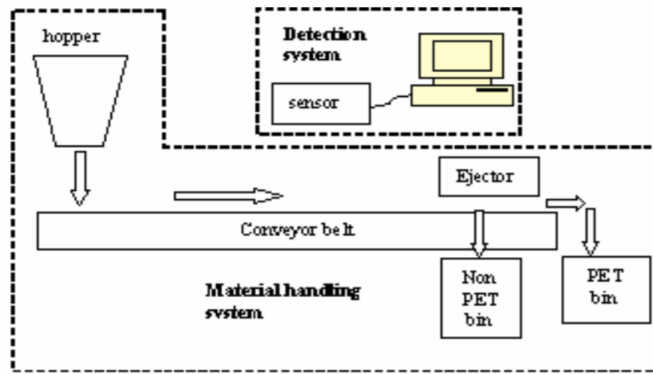 hopper
Detection
system
sensor
Ejector
Conveyor belt
Material handling
system
Non
PET
bin
PET
bin